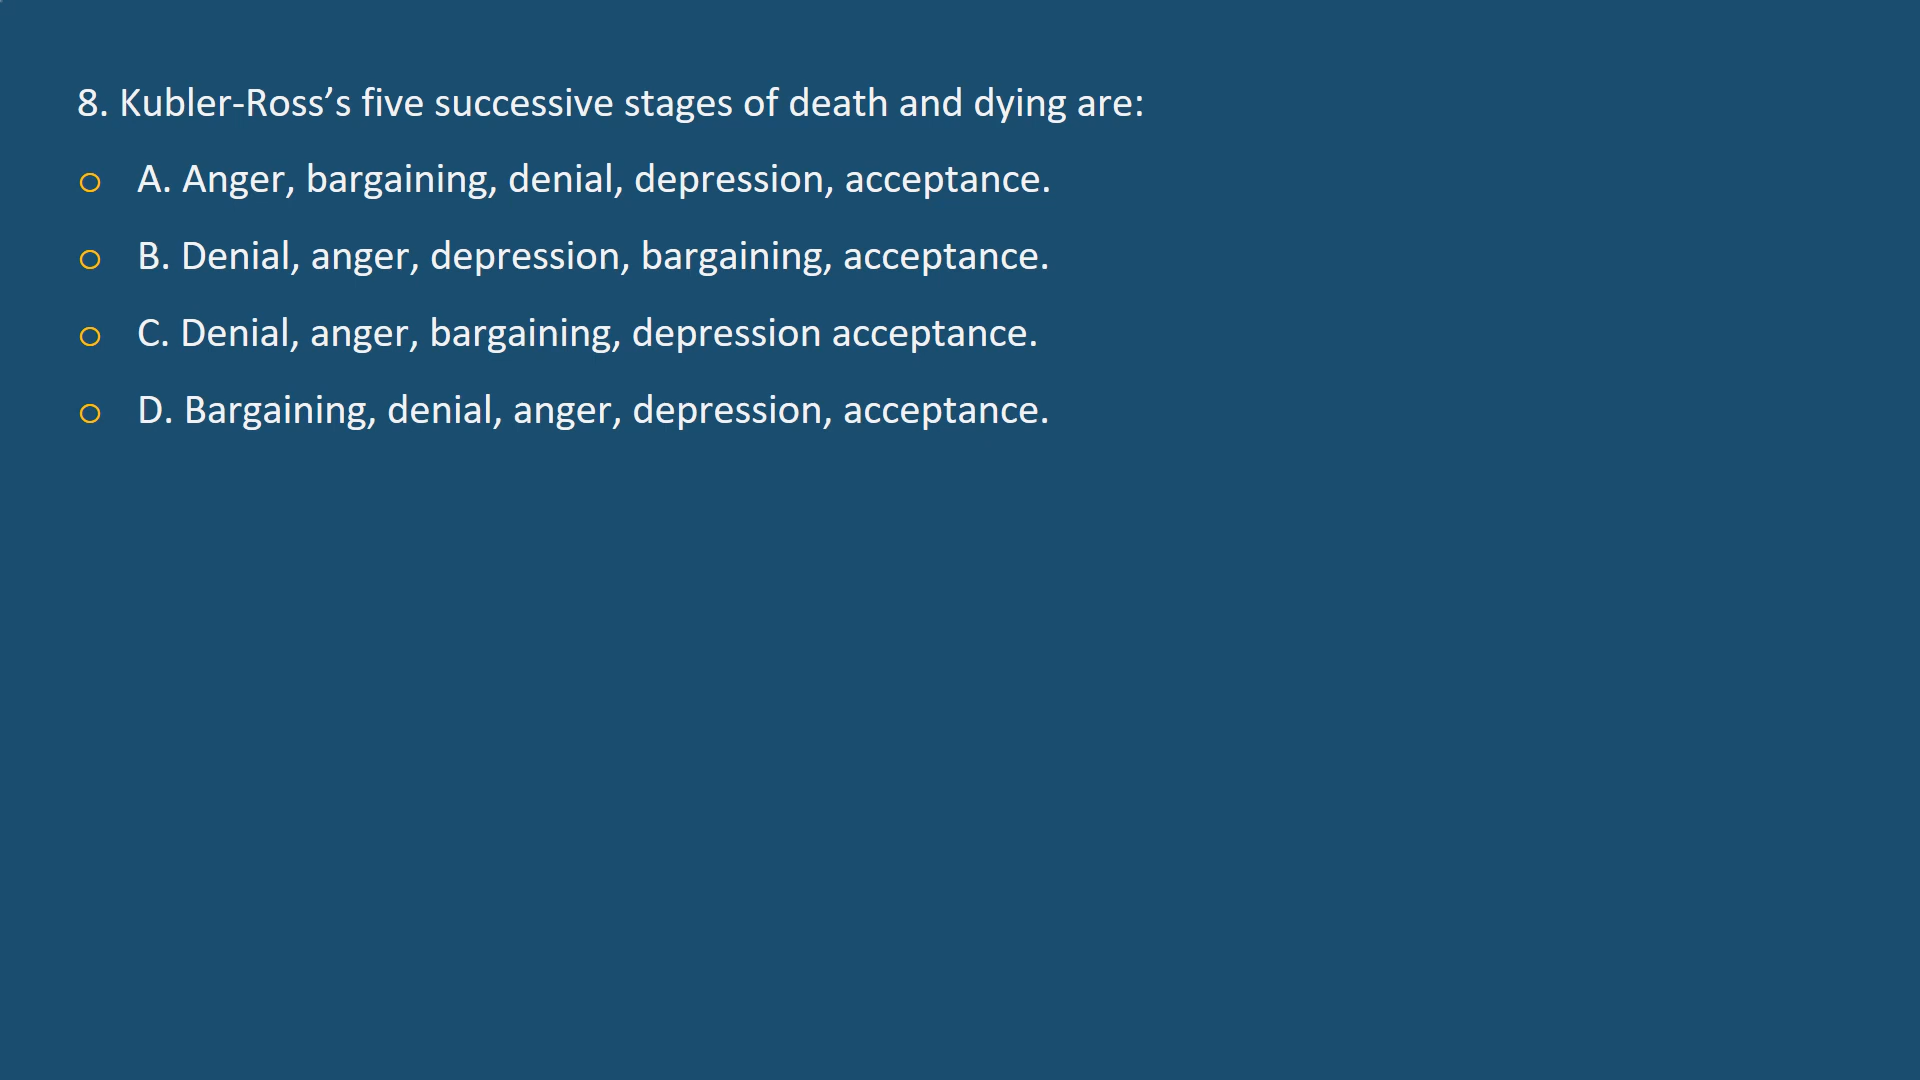 8. Kubler-Ross’s five successive stages of death and dying are:
o A. Anger, bargaining, denial, depression, acceptance.
o B. Denial, anger, depression, bargaining, acceptance.
o C. Denial, anger, bargaining, depression acceptance.
o D. Bargaining, denial, anger, depression, acceptance.